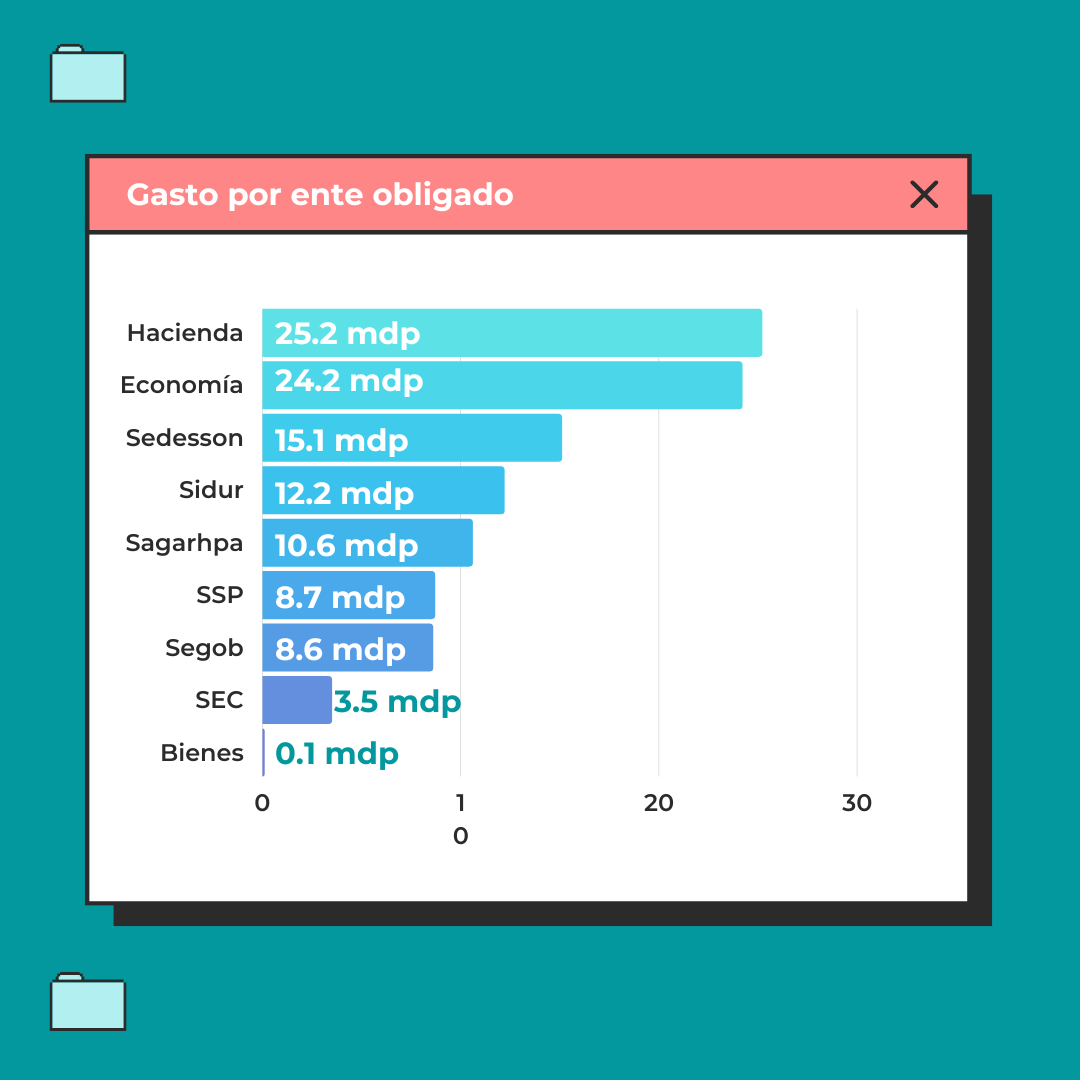 Gasto por ente obligado
Hacienda 25.2 mdp
Economía 24.2 mdp
Sedesson 15.1 mdp
Sidur 12.2 mdp
Sagarhpa 10.6 mdp
SSP 8.7 mdp
Segob 8.6 mdp
SEC 3.5 mdp
Bienes 0.1 mdp
0 1 20 30
0